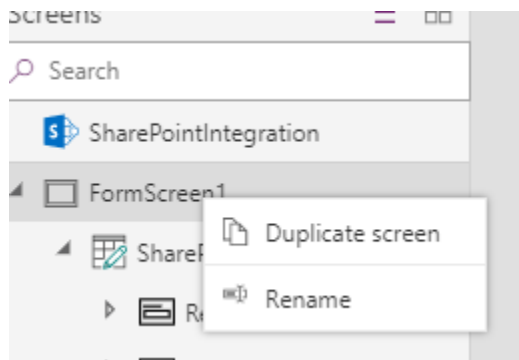 Screens
Search
SharePointIntegration
FormScreen1
Duplicate screen
Rename